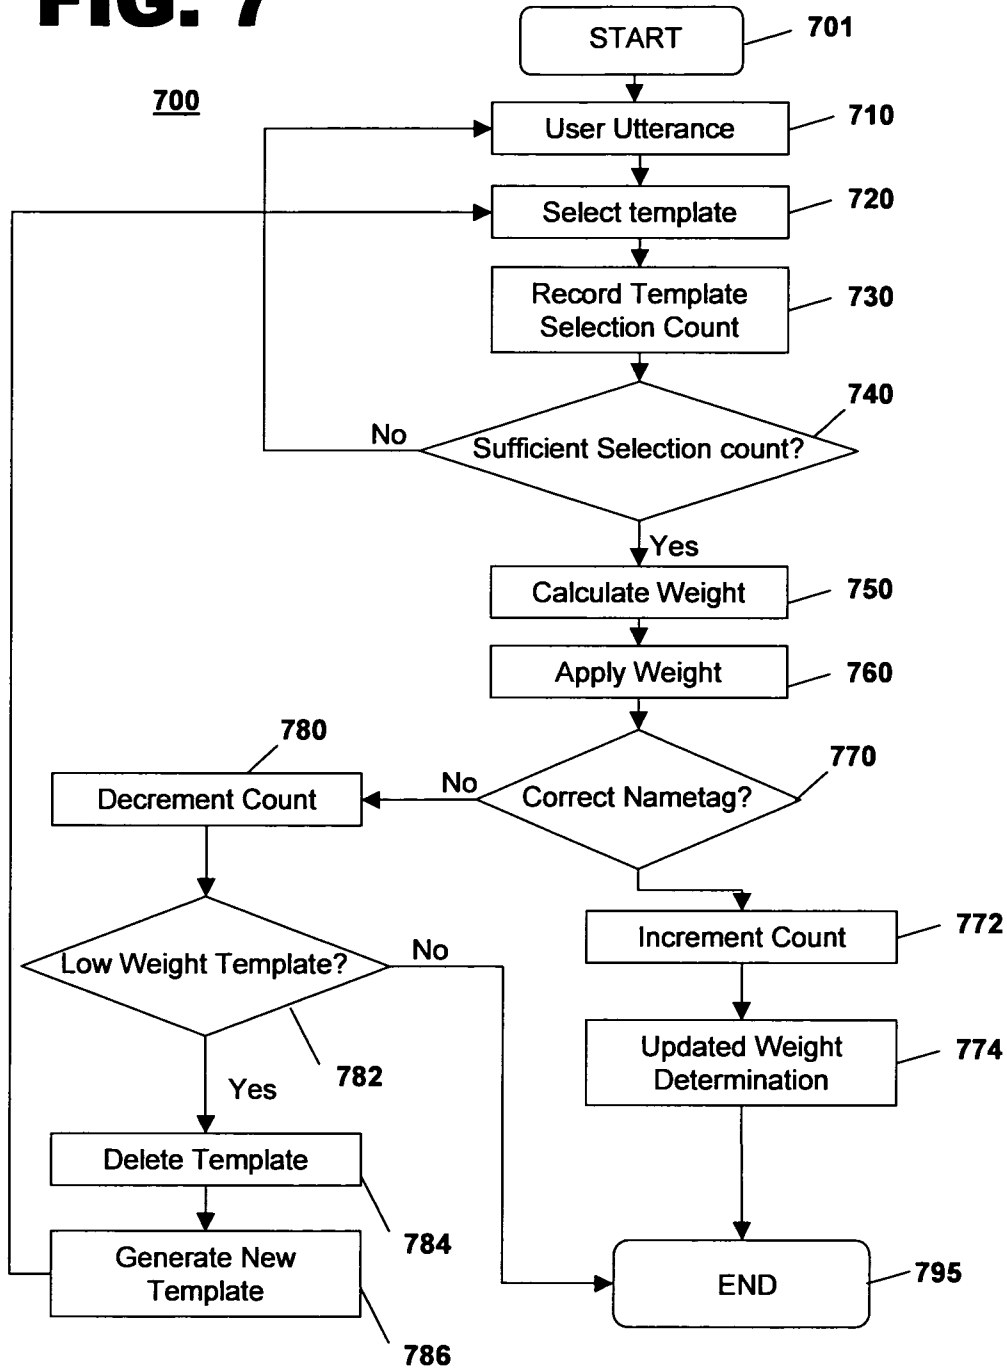 FIG. 7
START
701
700
User Utterance
710
Select template
720
Record Template
Selection Count
730
740
No
Sufficient Selection count?
Yes
Calculate Weight
750
Apply Weight
760
780
770
Decrement Count
No
Correct Nametag?
Increment Count
772
Low Weight Template?
No
Updated Weight
Determination
774
782
Yes
Delete Template
784
Generate New
Template
END
795
786